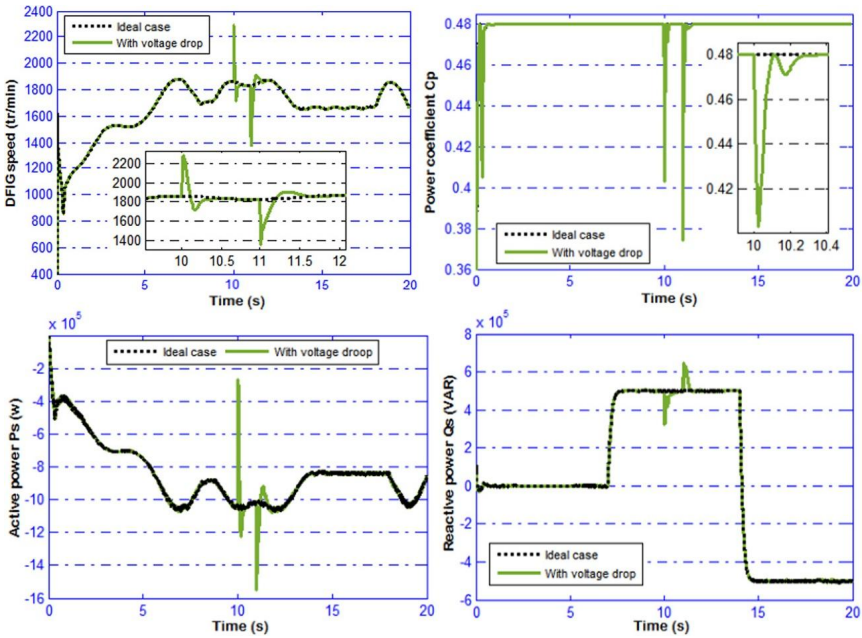 DFIG speed (tr/min)
2400
2200
2000
1800
1600
1400
1200
1000
800
600
400
Ideal case
With voltage drop
2200
2000
1800
1600
1400
10 10.5 11 11.5 12
0 5 10 15 20
Time (s)
Power coefficient Cp
0.48
0.46
0.44
0.42
0.4
0.38
0.36
0.48
0.46
0.44
0.42
10 10.2 10.4
Ideal case
With voltage drop
0 5 10 15 20
Time (s)
x 10⁵
Active power Ps (w)
-2
-4
-6
-8
-10
-12
-14
-16
Ideal case With voltage droop
0 5 10 15 20
Time (s)
x 10⁵
Reactive power Qs (VAR)
8
6
4
2
0
-2
-4
-6
Ideal case
With voltage drop
0 5 10 15 20
Time (s)